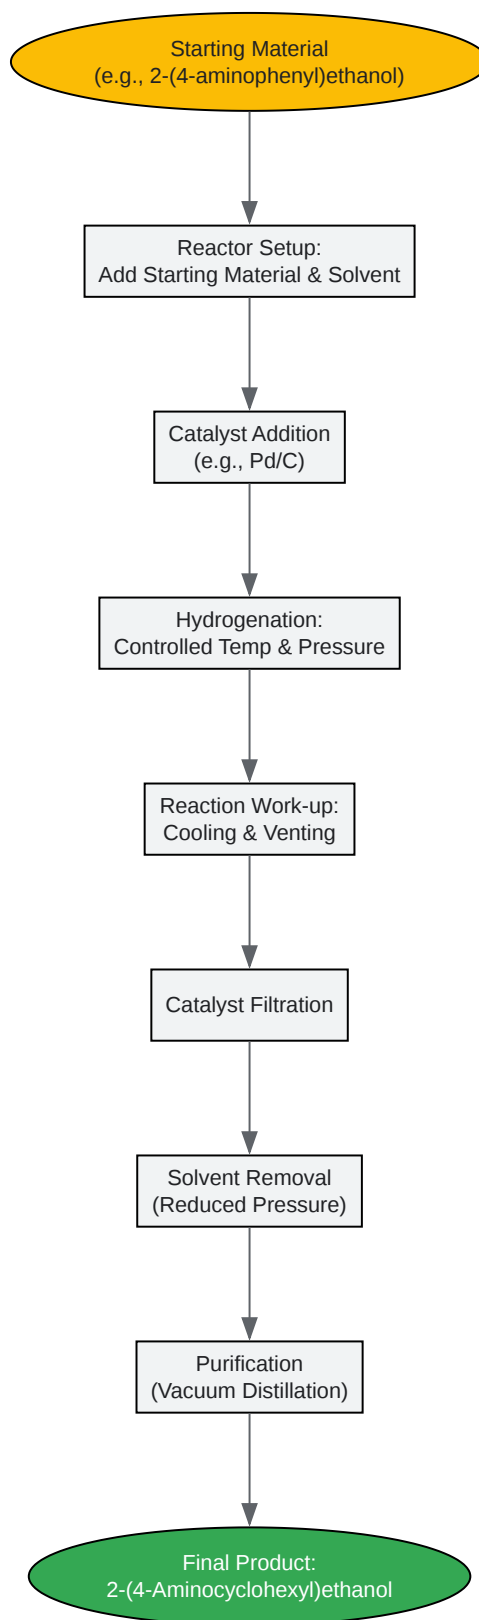 Starting Material
(e.g., 2-(4-aminophenyl)ethanol)
Reactor Setup:
Add Starting Material & Solvent
Catalyst Addition
(e.g., Pd/C)
Hydrogenation:
Controlled Temp & Pressure
Reaction Work-up:
Cooling & Venting
Catalyst Filtration
Solvent Removal
(Reduced Pressure)
Purification
(Vacuum Distillation)
Final Product:
2-(4-Aminocyclohexyl)ethanol